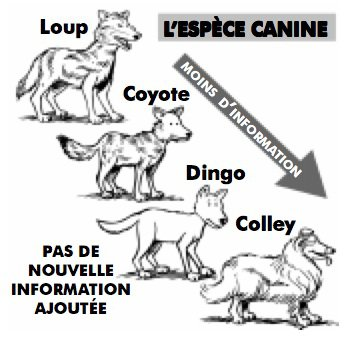 Loup
L'ESPÈCE CANINE
MOINS D'INFORMATION
Coyote
Dingo
Colley
PAS DE
NOUVELLE
INFORMATION
AJOUTÉE